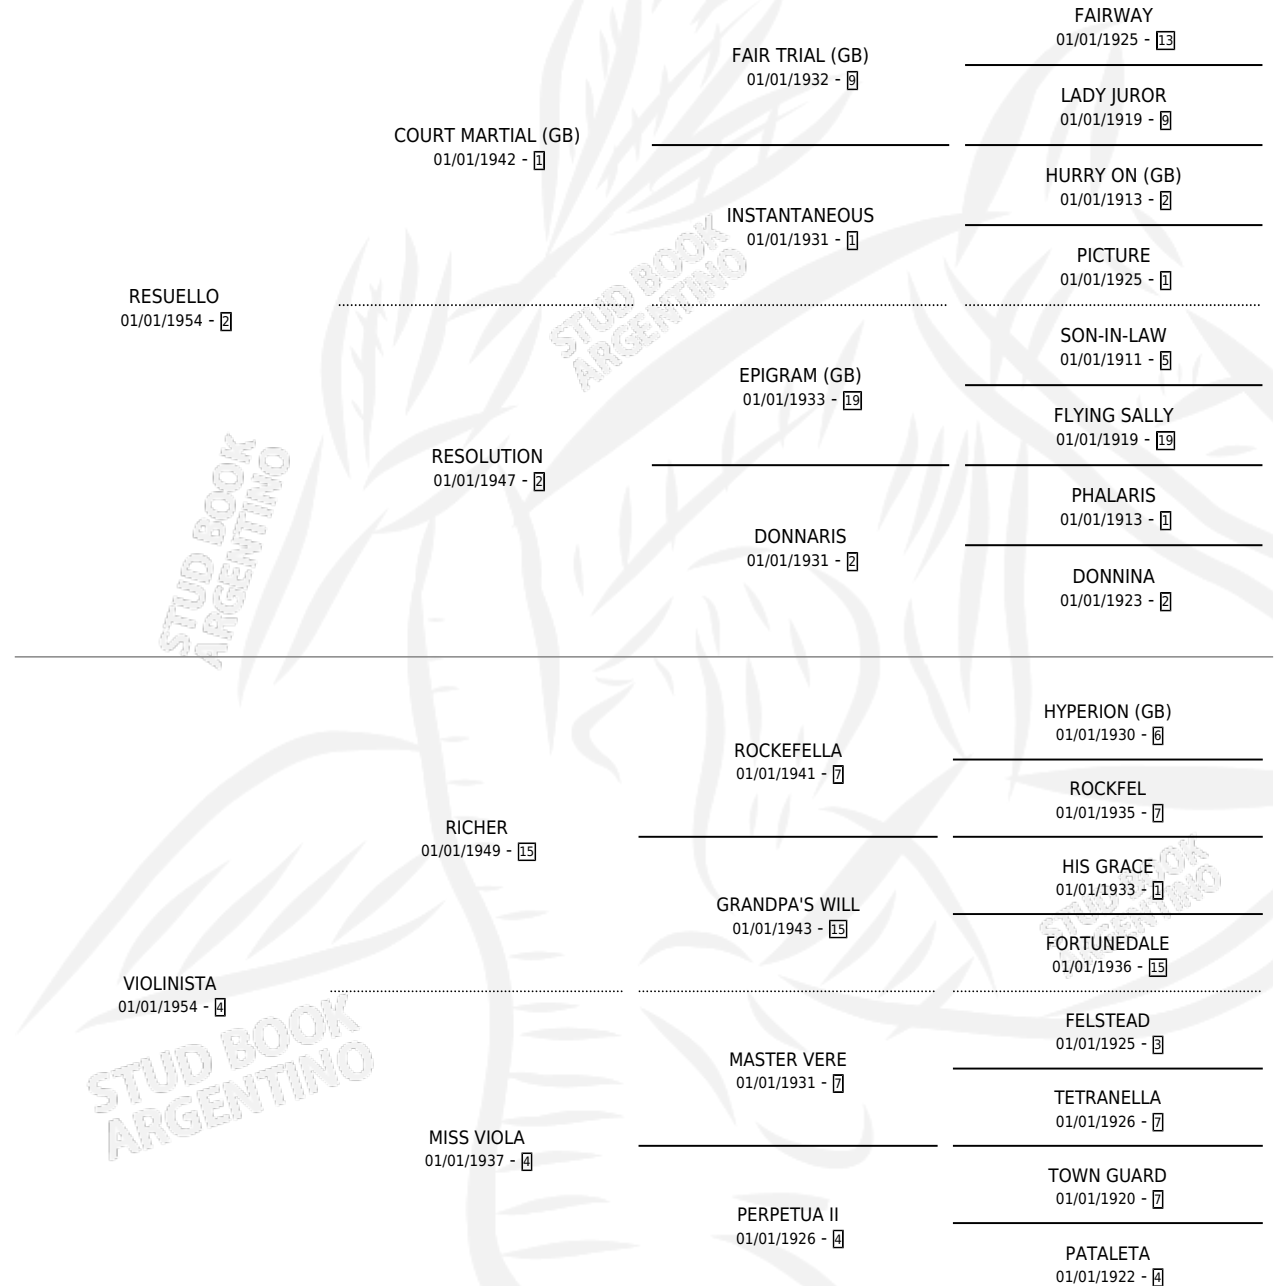 FAIRWAY
01/01/1925 - 13
FAIR TRIAL (GB)
01/01/1932 - 9
LADY JUROR
01/01/1919 - 9
COURT MARTIAL (GB)
01/01/1942 - 1
HURRY ON (GB)
01/01/1913 - 2
INSTANTANEOUS
01/01/1931 - 1
PICTURE
01/01/1925 - 1
RESUELLO
01/01/1954 - 2
SON-IN-LAW
01/01/1911 - 5
EPIGRAM (GB)
01/01/1933 - 19
FLYING SALLY
01/01/1919 - 19
RESOLUTION
01/01/1947 - 2
PHALARIS
01/01/1913 - 1
DONNARIS
01/01/1931 - 2
DONNINA
01/01/1923 - 2
HYPERION (GB)
01/01/1930 - 6
ROCKEFELLA
01/01/1941 - 7
ROCKFEL
01/01/1935 - 7
RICHER
01/01/1949 - 15
HIS GRACE
01/01/1933 - 1
GRANDPA'S WILL
01/01/1943 - 15
FORTUNEDALE
01/01/1936 - 15
VIOLINISTA
01/01/1954 - 4
FELSTEAD
01/01/1925 - 3
MASTER VERE
01/01/1931 - 7
TETRANELLA
01/01/1926 - 7
MISS VIOLA
01/01/1937 - 4
TOWN GUARD
01/01/1920 - 7
PERPETUA II
01/01/1926 - 4
PATALETA
01/01/1922 - 4
STUD BOOK
ARGENTINO
STUD BOOK
ARGENTINO
STUD BOOK
ARGENTINO
STUD BOOK
ARGENTINO